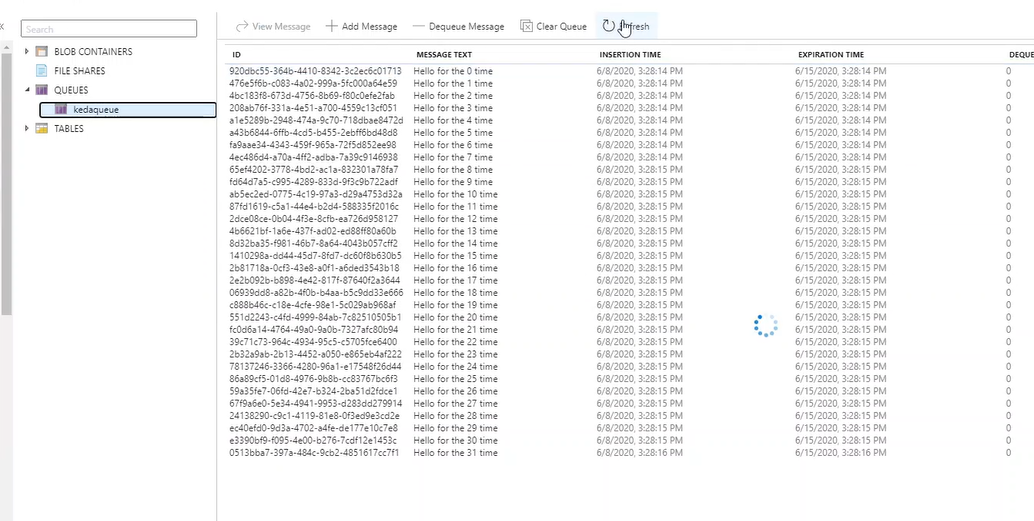 Search
View Message Add Message Dequeue Message Clear Queue
BLOB CONTAINERS
FILE SHARES
QUEUES
kedaqueue
TABLES
ID MESSAGE TEXT INSERTION TIME EXPIRATION TIME DEQUE
920dbc55-364b-4410-8342-3c2ec6c01713 Hello for the 0 time 6/8/2020, 3:28:14 PM 6/15/2020, 3:28:14 PM 0
476e5f6b-c083-4a02-999a-5fc000a64e59 Hello for the 1 time 6/8/2020, 3:28:14 PM 6/15/2020, 3:28:14 PM 0
4bc183f8-673d-4756-8b69-f80c0efe2fab Hello for the 2 time 6/8/2020, 3:28:14 PM 6/15/2020, 3:28:14 PM 0
208ab76f-331a-4e51-a700-4559c13cf051 Hello for the 3 time 6/8/2020, 3:28:14 PM 6/15/2020, 3:28:14 PM 0
a1e5289b-2948-474a-9c70-718dbae8472d Hello for the 4 time 6/8/2020, 3:28:14 PM 6/15/2020, 3:28:14 PM 0
a43b6844-6ffb-4cd5-b455-2ebff6bd48d8 Hello for the 5 time 6/8/2020, 3:28:14 PM 6/15/2020, 3:28:14 PM 0
fa9aae34-4343-459f-965a-72f5d852ee98 Hello for the 6 time 6/8/2020, 3:28:14 PM 6/15/2020, 3:28:14 PM 0
4ec486d4-a70a-4ff2-adba-7a39c9146938 Hello for the 7 time 6/8/2020, 3:28:14 PM 6/15/2020, 3:28:14 PM 0
65ef4202-3778-4bd2-ac1a-832301a78fa7 Hello for the 8 time 6/8/2020, 3:28:15 PM 6/15/2020, 3:28:15 PM 0
fd64d7a5-c995-4289-833d-9f3c9b722adf Hello for the 9 time 6/8/2020, 3:28:15 PM 6/15/2020, 3:28:15 PM 0
ab5ec2ed-0775-4c19-97a3-d29a4753d32a Hello for the 10 time 6/8/2020, 3:28:15 PM 6/15/2020, 3:28:15 PM 0
87fd1619-c5a1-44e4-b2d4-588335f2016c Hello for the 11 time 6/8/2020, 3:28:15 PM 6/15/2020, 3:28:15 PM 0
2dce08ce-0b04-4f3e-8cfb-ea726d958127 Hello for the 12 time 6/8/2020, 3:28:15 PM 6/15/2020, 3:28:15 PM 0
4b6621bf-1a6e-437f-ad02-ed88ff80a60b Hello for the 13 time 6/8/2020, 3:28:15 PM 6/15/2020, 3:28:15 PM 0
8d32ba35-f981-46b7-8a64-4043b057cff2 Hello for the 14 time 6/8/2020, 3:28:15 PM 6/15/2020, 3:28:15 PM 0
1410298a-dd44-45d7-8fd7-dc60f8b630b5 Hello for the 15 time 6/8/2020, 3:28:15 PM 6/15/2020, 3:28:15 PM 0
2b81718a-0cf3-43e8-a0f1-a6ded3543b18 Hello for the 16 time 6/8/2020, 3:28:15 PM 6/15/2020, 3:28:15 PM 0
2e2b092b-b898-4e42-817f-87640f2a3644 Hello for the 17 time 6/8/2020, 3:28:15 PM 6/15/2020, 3:28:15 PM 0
06939dd8-a82b-4f0b-b4aa-b5c9dd33e666 Hello for the 18 time 6/8/2020, 3:28:15 PM 6/15/2020, 3:28:15 PM 0
c888b46c-c18e-4cfe-98e1-5c029ab968af Hello for the 19 time 6/8/2020, 3:28:15 PM 6/15/2020, 3:28:15 PM 0
551d2243-c4fd-4999-84ab-7c82510505b1 Hello for the 20 time 6/8/2020, 3:28:15 PM 6/15/2020, 3:28:15 PM 0
fc0d6a14-4764-49a0-9a0b-7327afc80b94 Hello for the 21 time 6/8/2020, 3:28:15 PM 6/15/2020, 3:28:15 PM 0
39c71c73-964c-4934-95c5-c5705fce6400 Hello for the 22 time 6/8/2020, 3:28:15 PM 6/15/2020, 3:28:15 PM 0
2b32a9ab-2b13-4452-a050-e865eb4af222 Hello for the 23 time 6/8/2020, 3:28:15 PM 6/15/2020, 3:28:15 PM 0
78137246-3366-4280-96a1-e17548f26d44 Hello for the 24 time 6/8/2020, 3:28:15 PM 6/15/2020, 3:28:15 PM 0
86a89cf5-01d8-4976-9b8b-cc83767bc6f3 Hello for the 25 time 6/8/2020, 3:28:15 PM 6/15/2020, 3:28:15 PM 0
59a35fe7-06fd-42e7-b324-2ba51d2fdce1 Hello for the 26 time 6/8/2020, 3:28:15 PM 6/15/2020, 3:28:15 PM 0
67f9a6e0-5e34-4941-9953-d283dd279914 Hello for the 27 time 6/8/2020, 3:28:15 PM 6/15/2020, 3:28:15 PM 0
24138290-c9c1-4119-81e8-0f3ed9e3cd2e Hello for the 28 time 6/8/2020, 3:28:15 PM 6/15/2020, 3:28:15 PM 0
ec40efd0-9d3a-4702-a4fe-de177e10c7e8 Hello for the 29 time 6/8/2020, 3:28:15 PM 6/15/2020, 3:28:15 PM 0
e3390bf9-f095-4e00-b276-7cdf12e1453c Hello for the 30 time 6/8/2020, 3:28:15 PM 6/15/2020, 3:28:15 PM 0
0513bba7-397a-484c-9cb2-4851617cc7f1 Hello for the 31 time 6/8/2020, 3:28:16 PM 6/15/2020, 3:28:16 PM 0